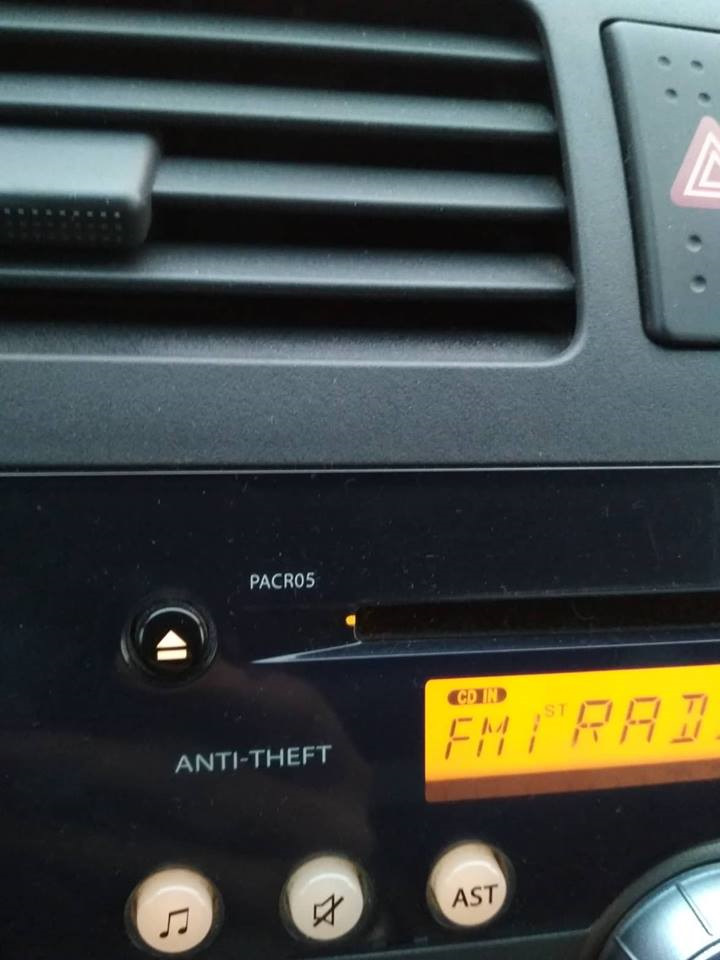 PACR05
CD IN
FM1 ST RAD
ANTI-THEFT
AST